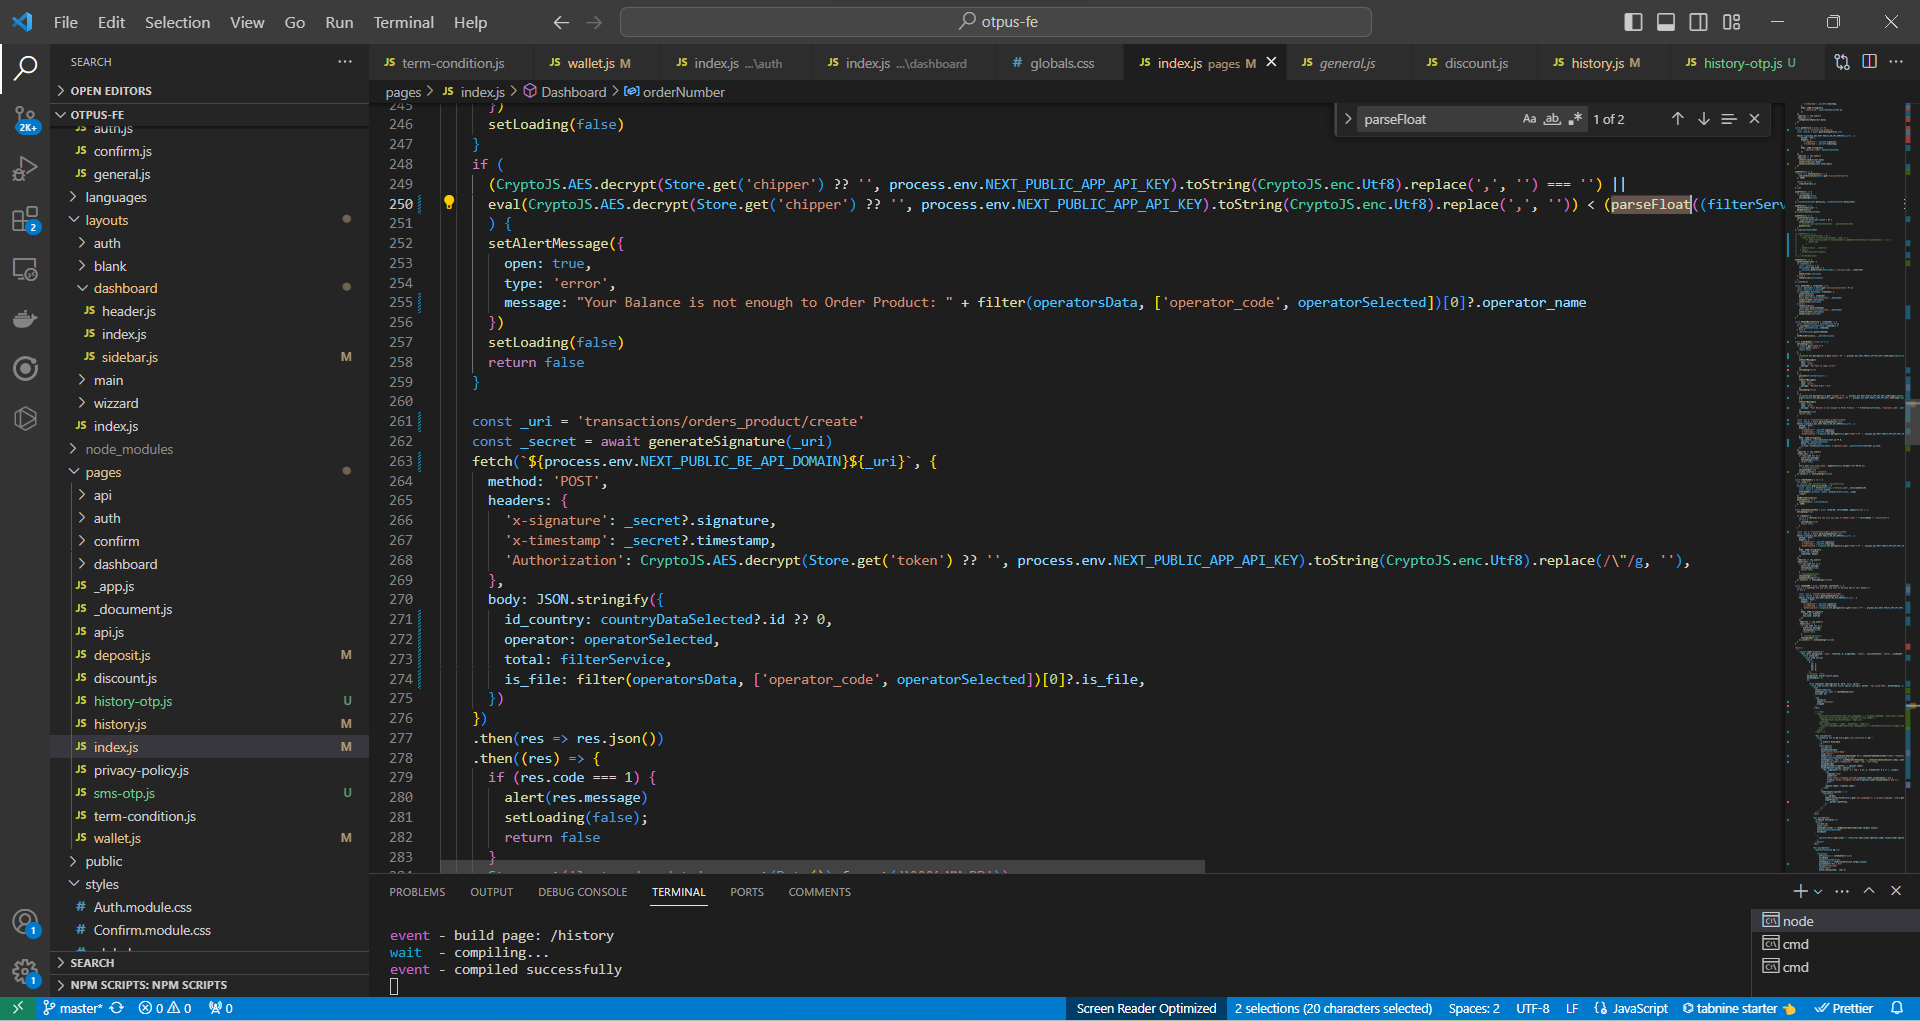 File Edit Selection View Go Run Terminal Help
otpus-fe
SEARCH
OPEN EDITORS
OTPUS-FE
auth.js
confirm.js
general.js
languages
layouts
auth
blank
dashboard
header.js
index.js
sidebar.js M
main
wizzard
index.js
node_modules
pages
api
auth
confirm
dashboard
_app.js
_document.js
api.js
deposit.js M
discount.js
history-otp.js U
history.js M
index.js M
privacy-policy.js
sms-otp.js U
term-condition.js
wallet.js M
public
styles
Auth.module.css
Confirm.module.css
SEARCH
NPM SCRIPTS: NPM SCRIPTS
2K+
2
1
1
JS term-condition.js JS wallet.js M JS index.js ...\auth JS index.js ...\dashboard # globals.css JS index.js pages M JS general.js JS discount.js JS history.js M JS history-otp.js U
pages > JS index.js > Dashboard > orderNumber
parseFloat Aa ab .* 1 of 2
245 })
246 setLoading(false)
247 }
248 if (
249 (CryptoJS.AES.decrypt(Store.get('chipper') ?? '', process.env.NEXT_PUBLIC_APP_API_KEY).toString(CryptoJS.enc.Utf8).replace(',', '') === '') ||
250 eval(CryptoJS.AES.decrypt(Store.get('chipper') ?? '', process.env.NEXT_PUBLIC_APP_API_KEY).toString(CryptoJS.enc.Utf8).replace(',', '')) < (parseFloat((filterServ
251 ) {
252 setAlertMessage({
253 open: true,
254 type: 'error',
255 message: "Your Balance is not enough to Order Product: " + filter(operatorsData, ['operator_code', operatorSelected])[0]?.operator_name
256 })
257 setLoading(false)
258 return false
259 }
260
261 const _uri = 'transactions/orders_product/create'
262 const _secret = await generateSignature(_uri)
263 fetch(`${process.env.NEXT_PUBLIC_BE_API_DOMAIN}${_uri}`, {
264 method: 'POST',
265 headers: {
266 'x-signature': _secret?.signature,
267 'x-timestamp': _secret?.timestamp,
268 'Authorization': CryptoJS.AES.decrypt(Store.get('token') ?? '', process.env.NEXT_PUBLIC_APP_API_KEY).toString(CryptoJS.enc.Utf8).replace(/\"/g, ''),
269 },
270 body: JSON.stringify({
271 id_country: countryDataSelected?.id ?? 0,
272 operator: operatorSelected,
273 total: filterService,
274 is_file: filter(operatorsData, ['operator_code', operatorSelected])[0]?.is_file,
275 })
276 })
277 .then(res => res.json())
278 .then((res) => {
279 if (res.code === 1) {
280 alert(res.message)
281 setLoading(false);
282 return false
283 }
PROBLEMS OUTPUT DEBUG CONSOLE TERMINAL PORTS COMMENTS
event - build page: /history
wait - compiling...
event - compiled successfully
node
cmd
cmd
master* 0 0 0 Screen Reader Optimized 2 selections (20 characters selected) Spaces: 2 UTF-8 LF JavaScript tabnine starter Prettier